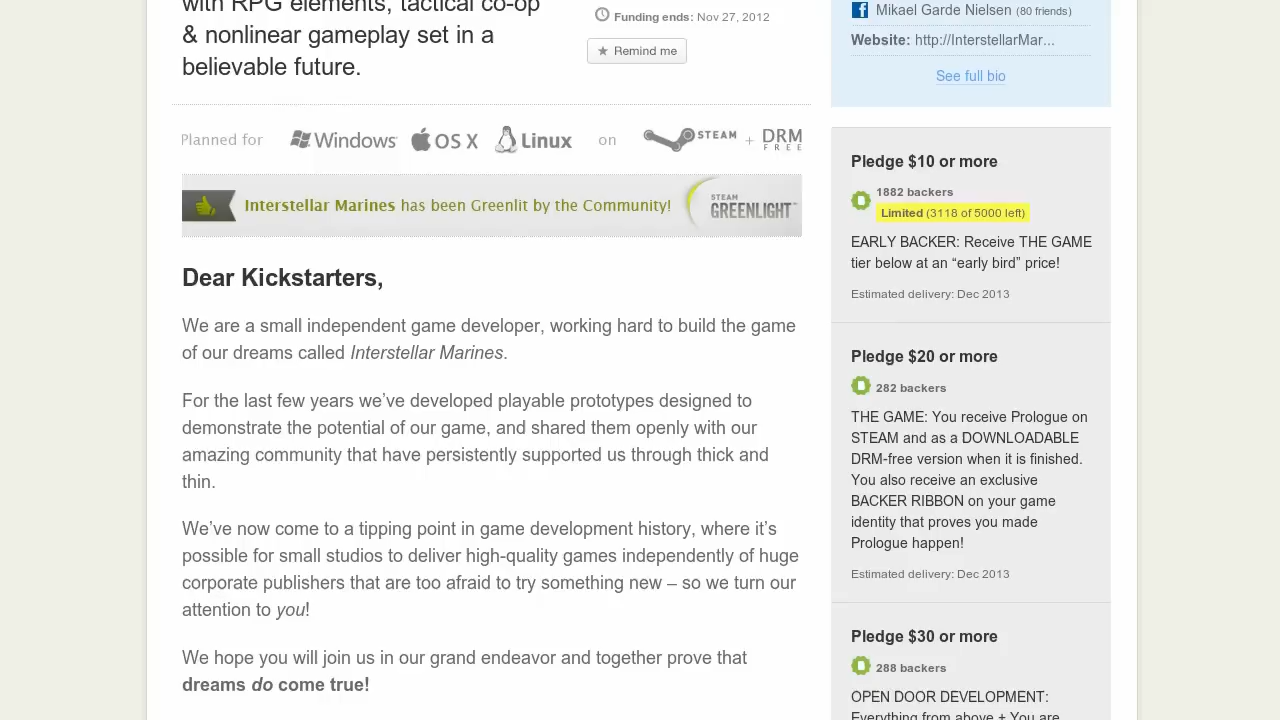 with RPG elements, tactical co-op
& nonlinear gameplay set in a
believable future.
Funding ends: Nov 27, 2012
Remind me
Planned for Windows OS X Linux on STEAM + DRM FREE
Interstellar Marines has been Greenlit by the Community! STEAM GREENLIGHT™
Dear Kickstarters,
We are a small independent game developer, working hard to build the game
of our dreams called Interstellar Marines.
For the last few years we’ve developed playable prototypes designed to
demonstrate the potential of our game, and shared them openly with our
amazing community that have persistently supported us through thick and
thin.
We’ve now come to a tipping point in game development history, where it’s
possible for small studios to deliver high-quality games independently of huge
corporate publishers that are too afraid to try something new – so we turn our
attention to you!
We hope you will join us in our grand endeavor and together prove that
dreams do come true!
Mikael Garde Nielsen (80 friends)
Website: http://InterstellarMar...
See full bio
Pledge $10 or more
1882 backers
Limited (3118 of 5000 left)
EARLY BACKER: Receive THE GAME
tier below at an “early bird” price!
Estimated delivery: Dec 2013
Pledge $20 or more
282 backers
THE GAME: You receive Prologue on
STEAM and as a DOWNLOADABLE
DRM-free version when it is finished.
You also receive an exclusive
BACKER RIBBON on your game
identity that proves you made
Prologue happen!
Estimated delivery: Dec 2013
Pledge $30 or more
288 backers
OPEN DOOR DEVELOPMENT:
Everything from above + You are